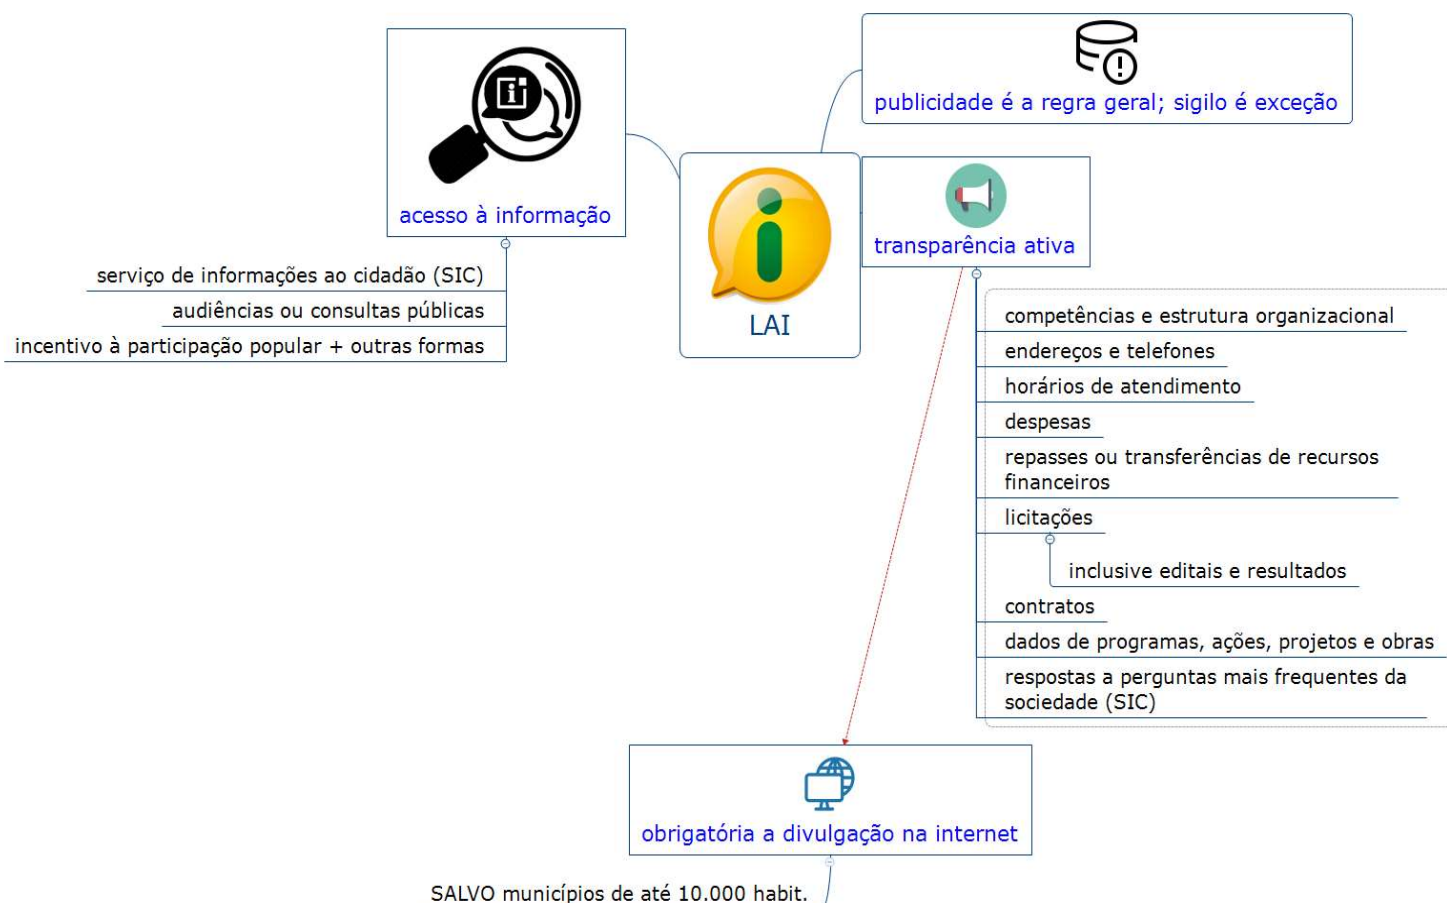 publicidade é a regra geral; sigilo é exceção
acesso à informação
serviço de informações ao cidadão (SIC)
audiências ou consultas públicas
incentivo à participação popular + outras formas
LAI
transparência ativa
competências e estrutura organizacional
endereços e telefones
horários de atendimento
despesas
repasses ou transferências de recursos
financeiros
licitações
inclusive editais e resultados
contratos
dados de programas, ações, projetos e obras
respostas a perguntas mais frequentes da
sociedade (SIC)
obrigatória a divulgação na internet
SALVO municípios de até 10.000 habit.